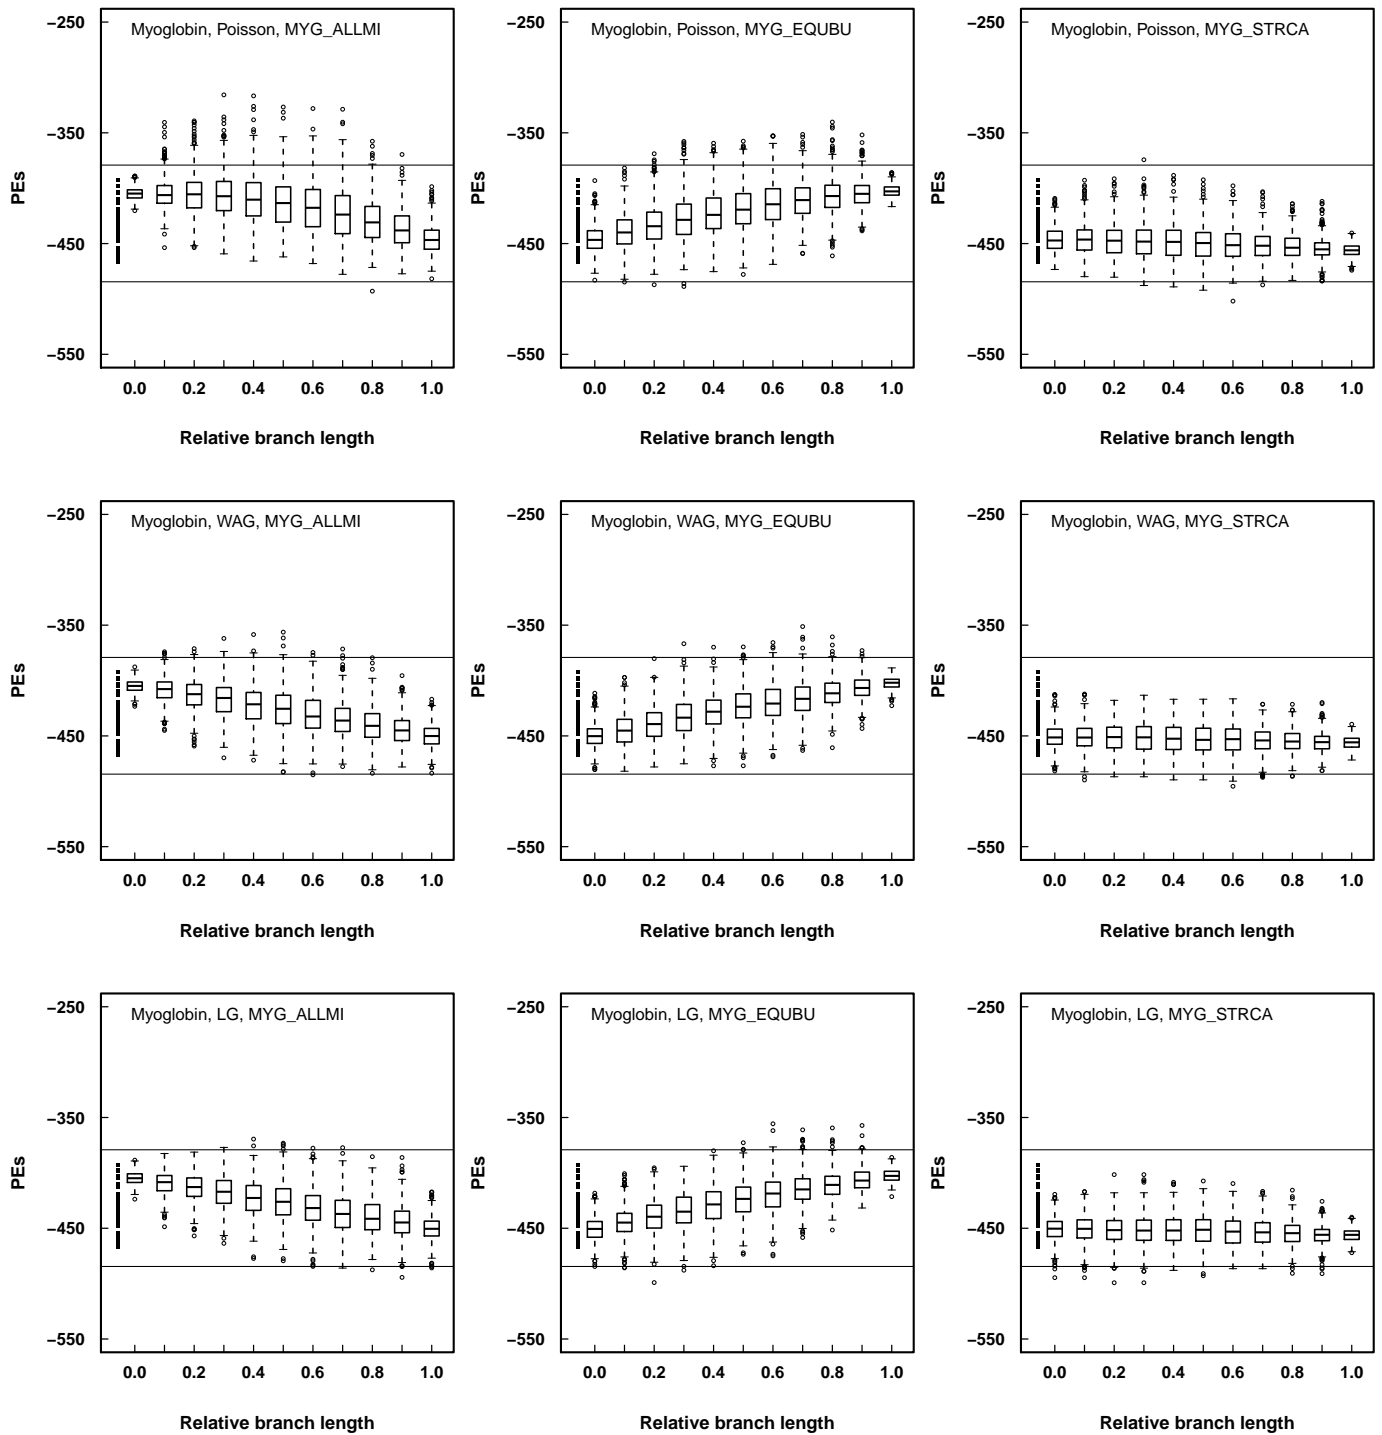 Myoglobin, Poisson, MYG_ALLMI
PEs
−250
−350
−450
−550
0.0 0.2 0.4 0.6 0.8 1.0
Relative branch length
Myoglobin, Poisson, MYG_EQUBU
PEs
−250
−350
−450
−550
0.0 0.2 0.4 0.6 0.8 1.0
Relative branch length
Myoglobin, Poisson, MYG_STRCA
PEs
−250
−350
−450
−550
0.0 0.2 0.4 0.6 0.8 1.0
Relative branch length
Myoglobin, WAG, MYG_ALLMI
PEs
−250
−350
−450
−550
0.0 0.2 0.4 0.6 0.8 1.0
Relative branch length
Myoglobin, WAG, MYG_EQUBU
PEs
−250
−350
−450
−550
0.0 0.2 0.4 0.6 0.8 1.0
Relative branch length
Myoglobin, WAG, MYG_STRCA
PEs
−250
−350
−450
−550
0.0 0.2 0.4 0.6 0.8 1.0
Relative branch length
Myoglobin, LG, MYG_ALLMI
PEs
−250
−350
−450
−550
0.0 0.2 0.4 0.6 0.8 1.0
Relative branch length
Myoglobin, LG, MYG_EQUBU
PEs
−250
−350
−450
−550
0.0 0.2 0.4 0.6 0.8 1.0
Relative branch length
Myoglobin, LG, MYG_STRCA
PEs
−250
−350
−450
−550
0.0 0.2 0.4 0.6 0.8 1.0
Relative branch length